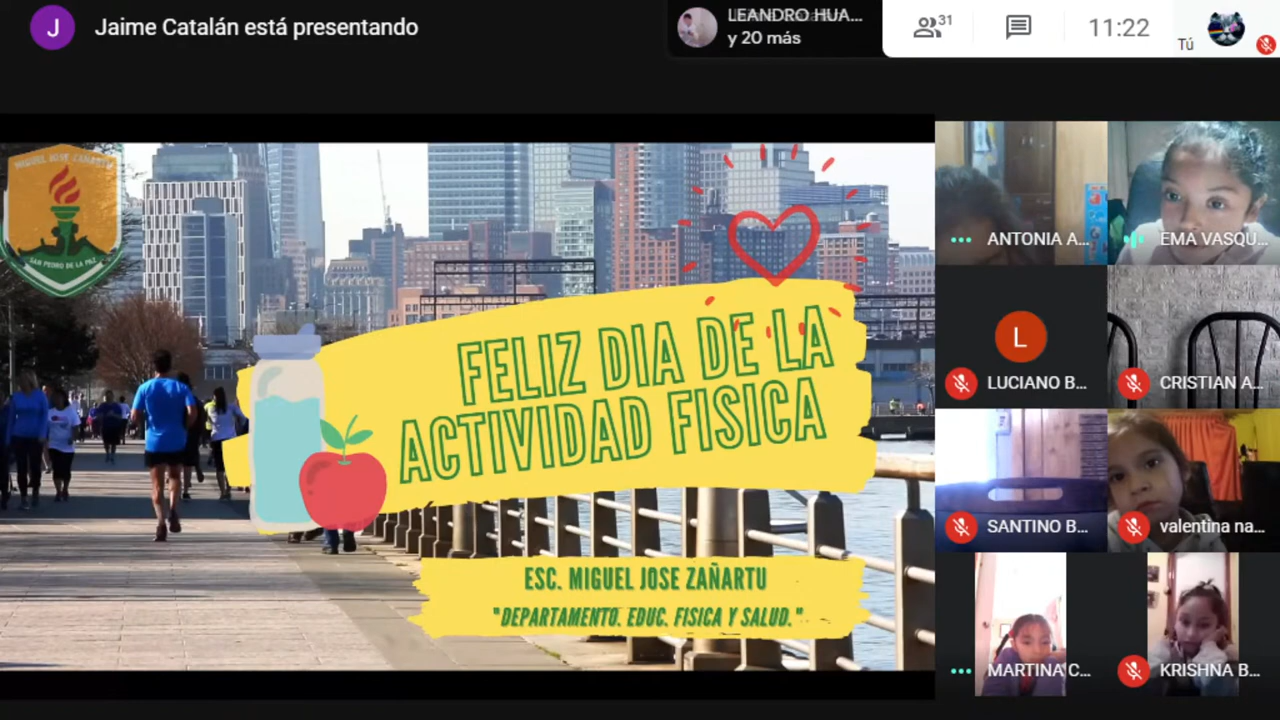 J
Jaime Catalán está presentando
LEANDRO HUA...
y 20 más
31
11:22
Tú
MIGUEL JOSE ZAÑARTU
SAN PEDRO DE LA PAZ
FELIZ DIA DE LA
ACTIVIDAD FISICA
ESC. MIGUEL JOSE ZAÑARTU
"DEPARTAMENTO. EDUC. FISICA Y SALUD."
ANTONIA A...
EMA VASQU...
L
LUCIANO B...
CRISTIAN A...
SANTINO B...
valentina na...
MARTINA C...
KRISHNA B...